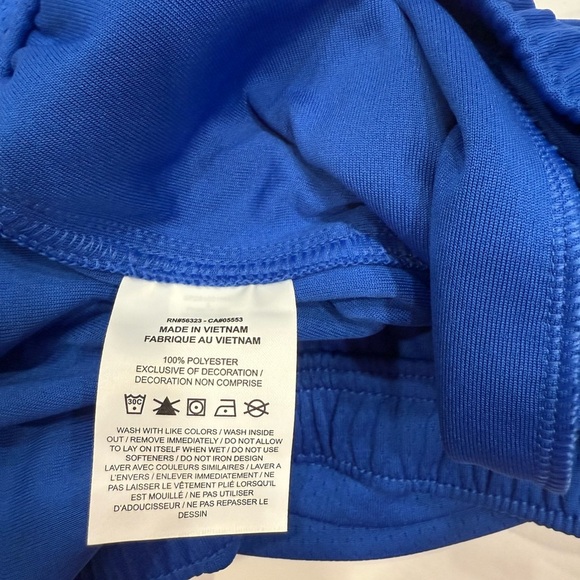 RN#56323 - CA#05553
MADE IN VIETNAM
FABRIQUE AU VIETNAM
100% POLYESTER
EXCLUSIVE OF DECORATION /
DECORATION NON COMPRISE
30C
WASH WITH LIKE COLORS / WASH INSIDE
OUT / REMOVE IMMEDIATELY / DO NOT ALLOW
TO LAY ON ITSELF WHEN WET / DO NOT USE
SOFTENERS / DO NOT IRON DESIGN
LAVER AVEC COULEURS SIMILAIRES / LAVER A
L'ENVERS / ENLEVER IMMEDIATEMENT / NE
PAS LAISSER LE VÊTEMENT PLIÉ LORSQU'IL
EST MOUILLÉ / NE PAS UTILISER
D'ADOUCISSEUR / NE PAS REPASSER LE
DESSIN